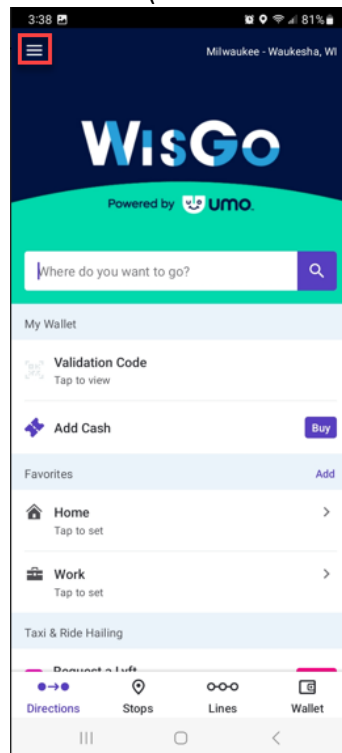 3:38 81%
Milwaukee - Waukesha, WI
WisGo
Powered by umo.
Where do you want to go?
My Wallet
Validation Code
Tap to view
Add Cash Buy
Favorites Add
Home
Tap to set
Work
Tap to set
Taxi & Ride Hailing
Request a Lyft
Directions Stops Lines Wallet